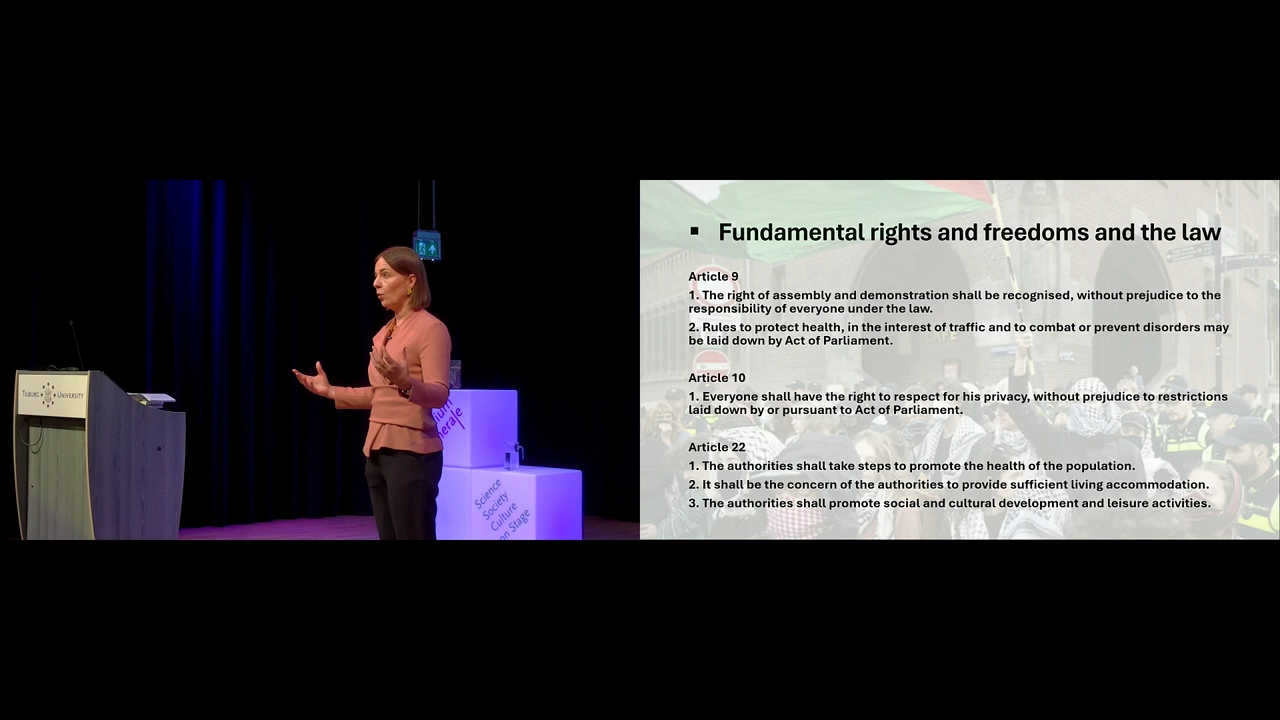 TILBURG UNIVERSITY
Science
Society
Culture
on Stage
▪ Fundamental rights and freedoms and the law
Article 9
1. The right of assembly and demonstration shall be recognised, without prejudice to the
responsibility of everyone under the law.
2. Rules to protect health, in the interest of traffic and to combat or prevent disorders may
be laid down by Act of Parliament.
Article 10
1. Everyone shall have the right to respect for his privacy, without prejudice to restrictions
laid down by or pursuant to Act of Parliament.
Article 22
1. The authorities shall take steps to promote the health of the population.
2. It shall be the concern of the authorities to provide sufficient living accommodation.
3. The authorities shall promote social and cultural development and leisure activities.